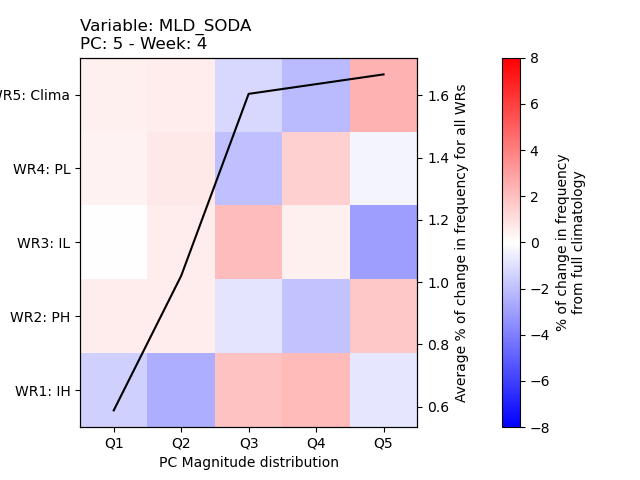 Variable: MLD_SODA
PC: 5 - Week: 4
WR5: Clima
WR4: PL
WR3: IL
WR2: PH
WR1: IH
Q1 Q2 Q3 Q4 Q5
PC Magnitude distribution
1.6
1.4
1.2
1.0
0.8
0.6
Average % of change in frequency for all WRs
8
6
4
2
0
−2
−4
−6
−8
% of change in frequency
from full climatology